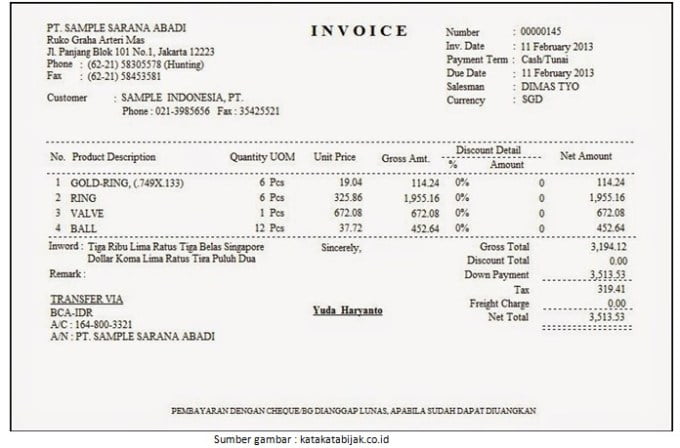 PT. SAMPLE SARANA ABADI
Ruko Graha Arteri Mas
Jl. Panjang Blok 101 No.1, Jakarta 12223
Phone : (62-21) 58305578 (Hunting)
Fax : (62-21) 58453581
Customer : SAMPLE INDONESIA, PT.
Phone : 021-3985656 Fax : 35425521
INVOICE
Number : 00000145
Inv. Date : 11 February 2013
Payment Term : Cash/Tunai
Due Date : 11 February 2013
Salesman : DIMAS TYO
Currency : SGD
No. Product Description Quantity UOM Unit Price Gross Amt. Discount Detail % Amount Net Amount
1 GOLD-RING, (.749X.133) 6 Pcs 19.04 114.24 0% 0 114.24
2 RING 6 Pcs 325.86 1,955.16 0% 0 1,955.16
3 VALVE 1 Pcs 672.08 672.08 0% 0 672.08
4 BALL 12 Pcs 37.72 452.64 0% 0 452.64
Inword : Tiga Ribu Lima Ratus Tiga Belas Singapore
Dollar Koma Lima Ratus Tira Puluh Dua
Remark :
TRANSFER VIA
BCA-IDR
A/C : 164-800-3321
A/N : PT. SAMPLE SARANA ABADI
Sincerely,
Yuda Haryanto
Gross Total 3,194.12
Discount Total 0.00
Down Payment 3,513.53
Tax 319.41
Freight Charge 0.00
Net Total 3,513.53
PEMBAYARAN DENGAN CHEQUE/BG DIANGGAP LUNAS, APABILA SUDAH DAPAT DIUANGKAN
Sumber gambar : katakatabijak.co.id